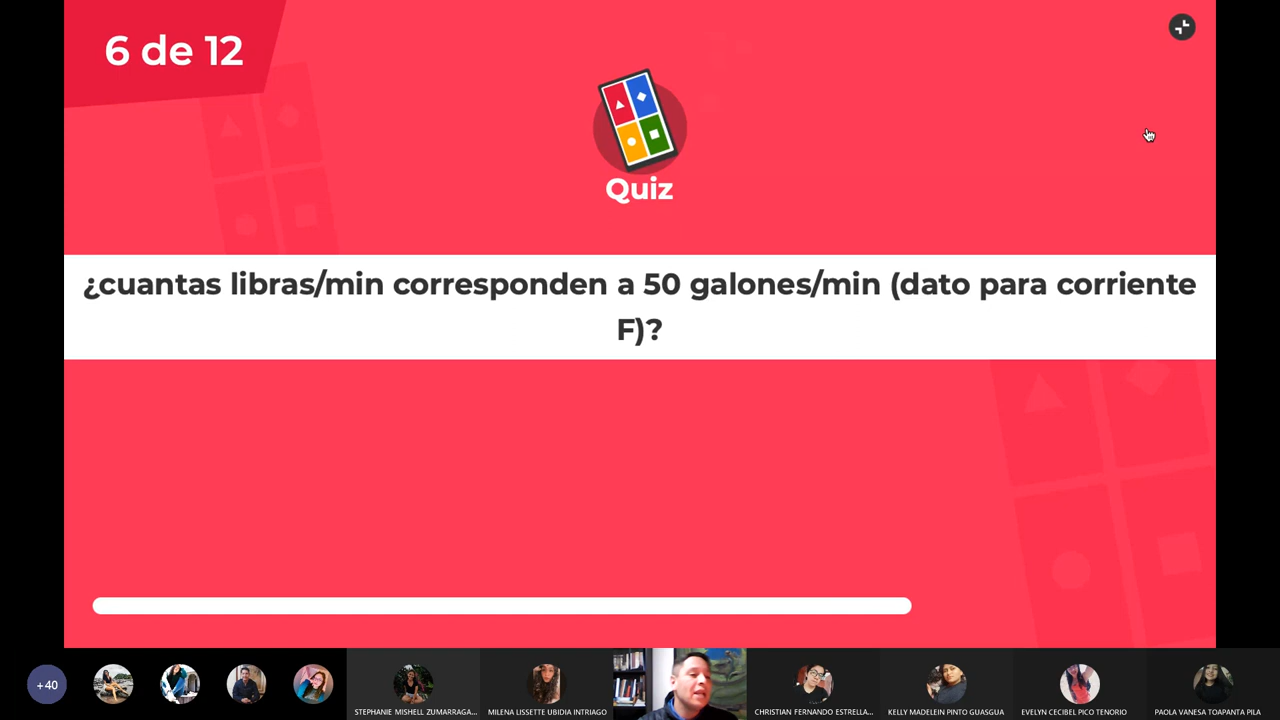 6 de 12
Quiz
¿cuantas libras/min corresponden a 50 galones/min (dato para corriente
F)?
+40
STEPHANIE MISHELL ZUMARRAGA...
MILENA LISSETTE UBIDIA INTRIAGO
CHRISTIAN FERNANDO ESTRELLA...
KELLY MADELEIN PINTO GUASGUA
EVELYN CECIBEL PICO TENORIO
PAOLA VANESA TOAPANTA PILA